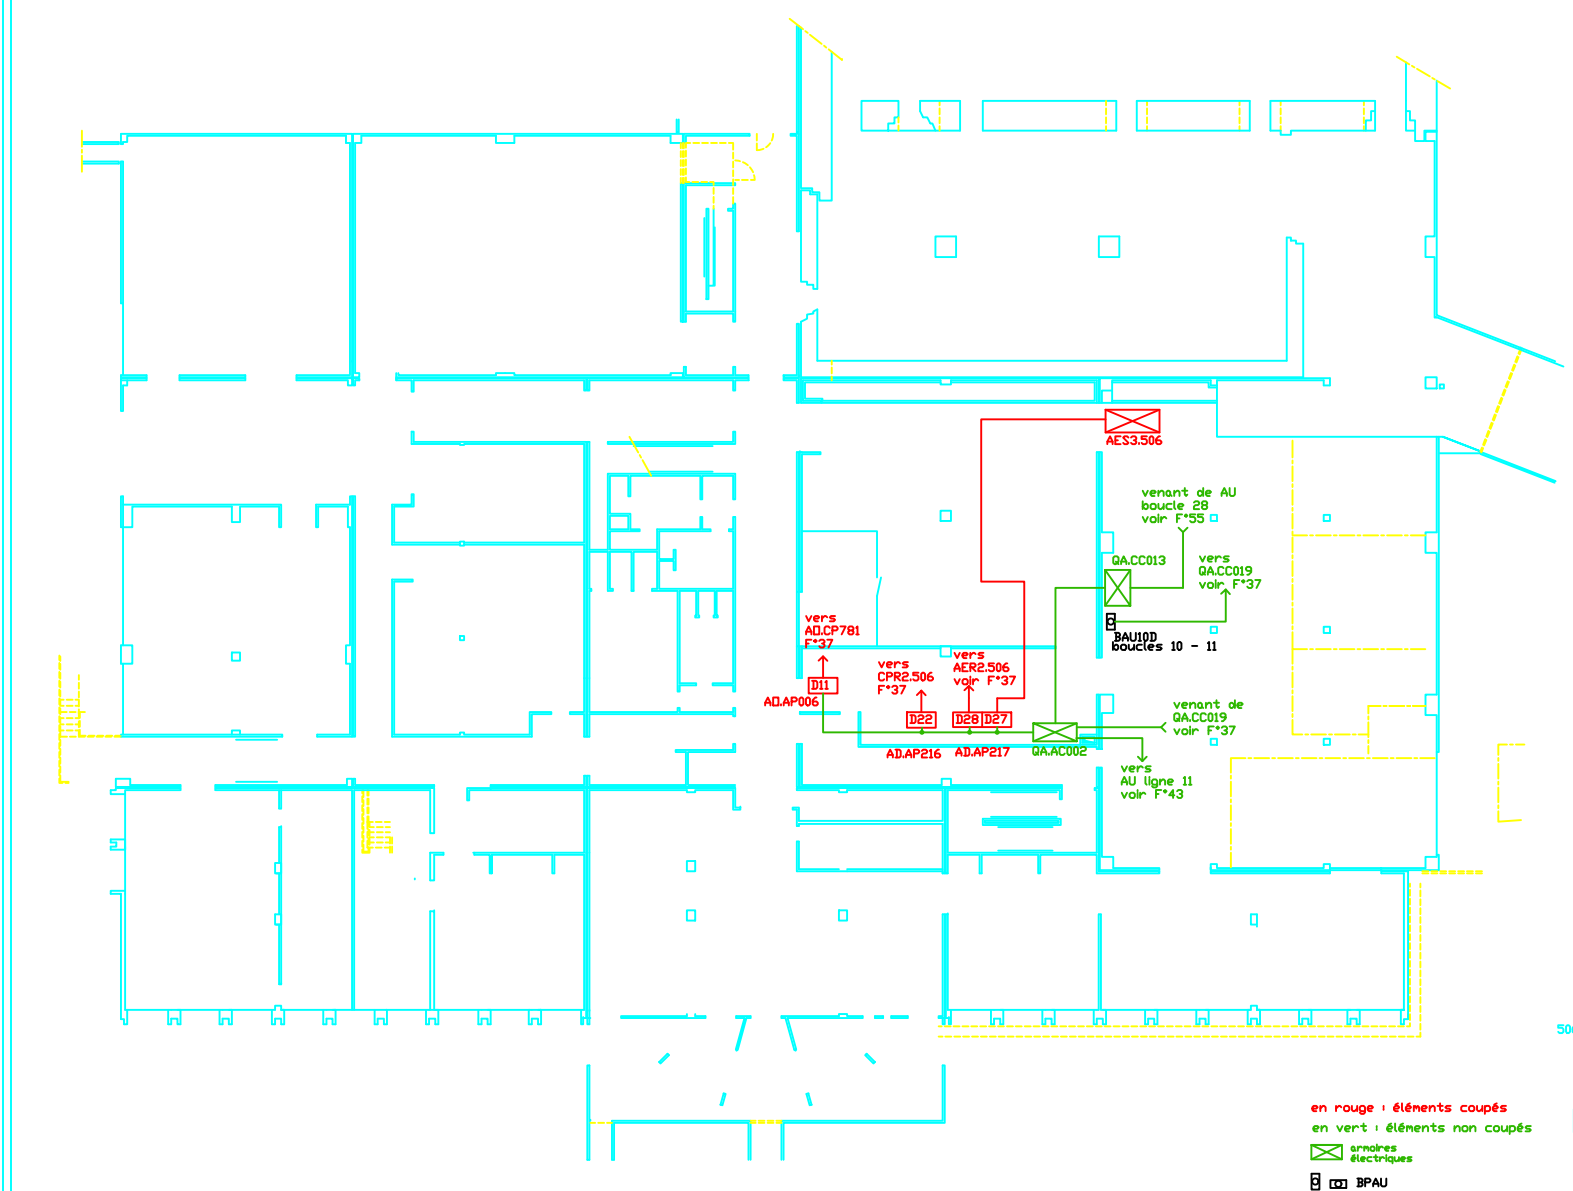 AES3.506
venant de AU
boucle 28
voir F°55
QA.CC013
vers
QA.CC019
voir F°37
BAU10D
boucles 10 - 11
vers
AO.CP781
F°37
D11
AO.AP006
vers
CPR2.506
F°37
D22
AD.AP216
vers
AER2.506
voir F°37
D28 D27
AD.AP217
QA.AC002
venant de
QA.CC019
voir F°37
vers
AU ligne 11
voir F°43
en rouge : éléments coupés
en vert : éléments non coupés
armoires
électriques
BPAU